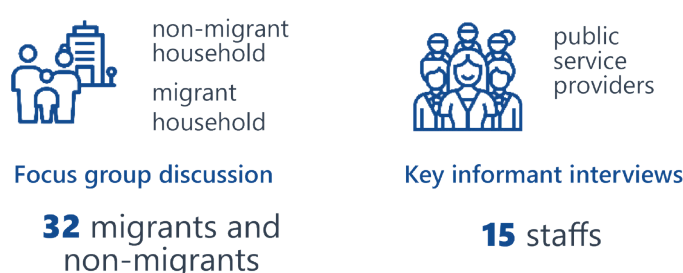 non-migrant
household
migrant
household
Focus group discussion
32 migrants and
non-migrants
public
service
providers
Key informant interviews
15 staffs